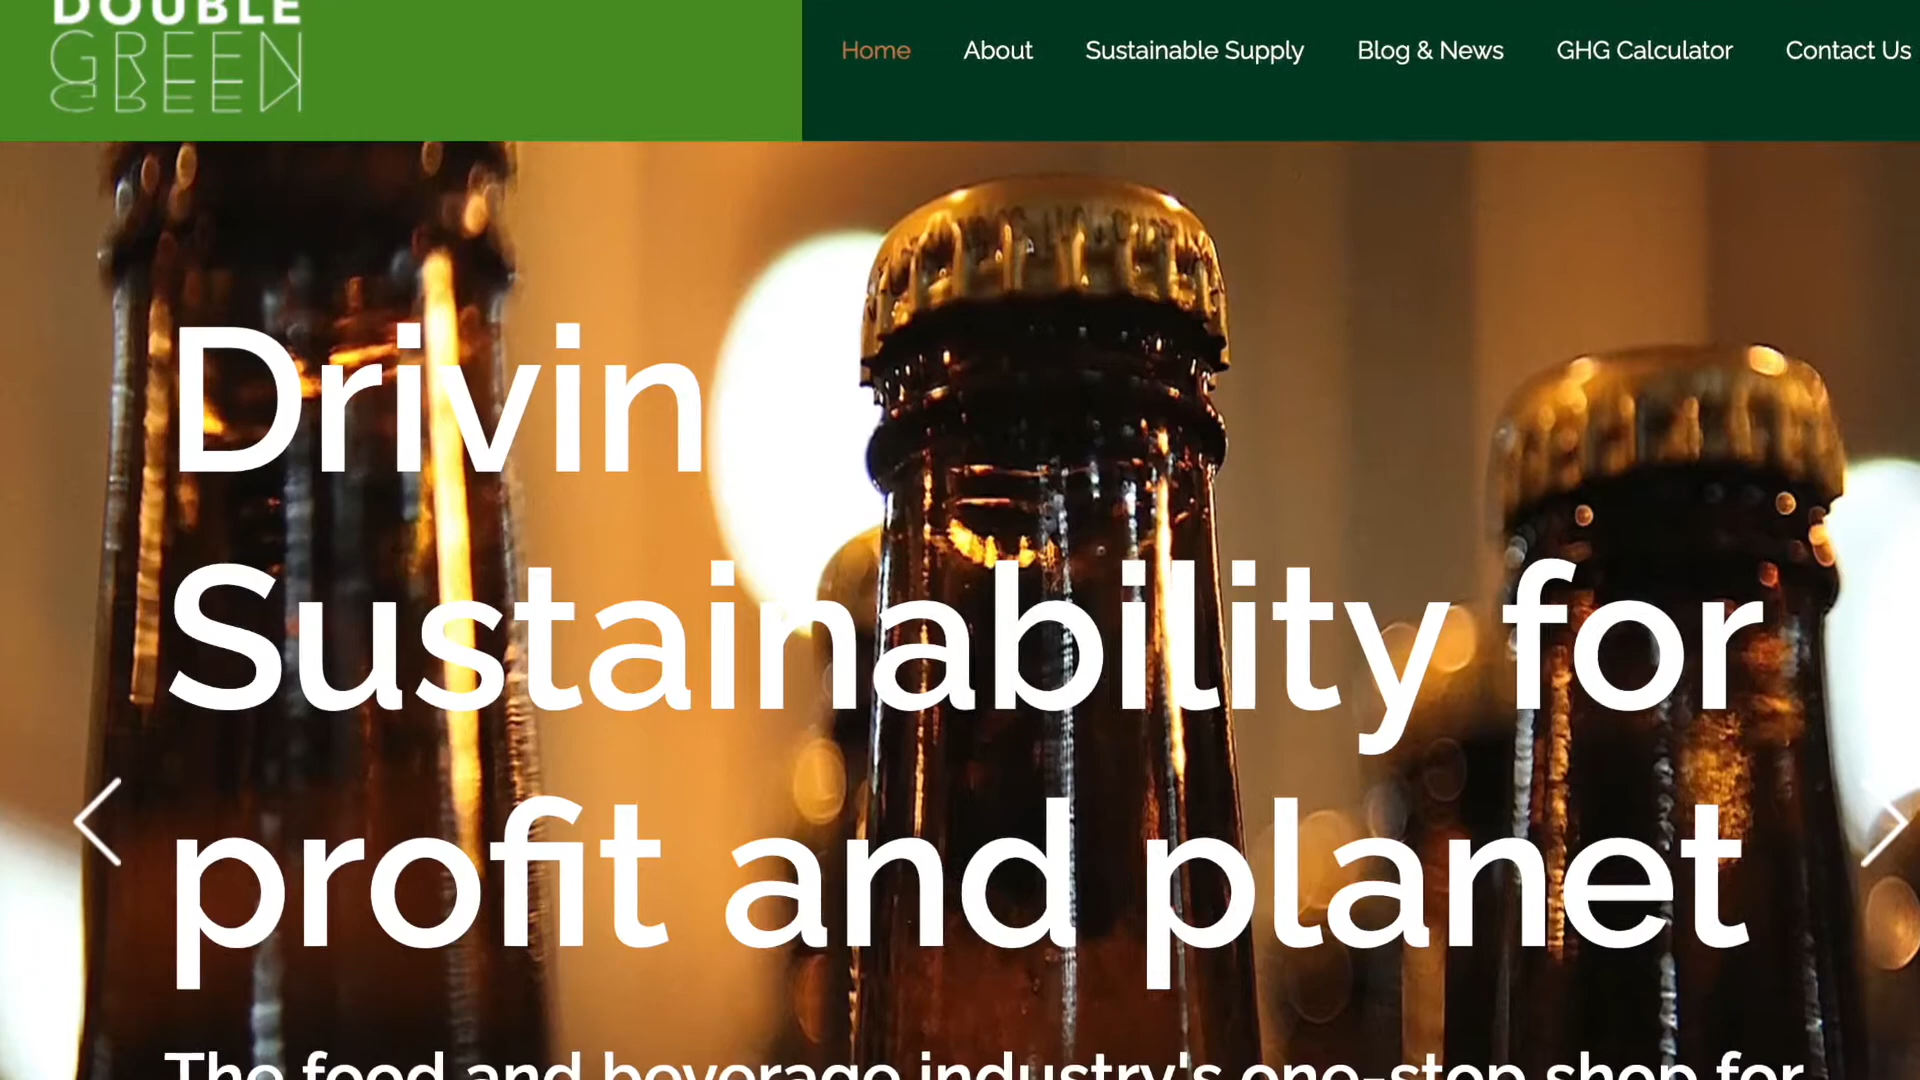 DOUBLE
GREEN
Home About Sustainable Supply Blog & News GHG Calculator Contact Us
Drivin
Sustainability for
profit and planet
The food and beverage industry's one-stop shop for